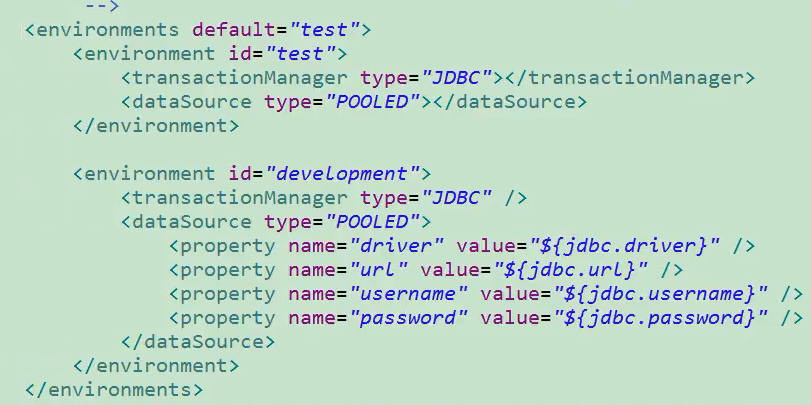 -->
<environments default="test">
<environment id="test">
<transactionManager type="JDBC"></transactionManager>
<dataSource type="POOLED"></dataSource>
</environment>
<environment id="development">
<transactionManager type="JDBC" />
<dataSource type="POOLED">
<property name="driver" value="${jdbc.driver}" />
<property name="url" value="${jdbc.url}" />
<property name="username" value="${jdbc.username}" />
<property name="password" value="${jdbc.password}" />
</dataSource>
</environment>
</environments>